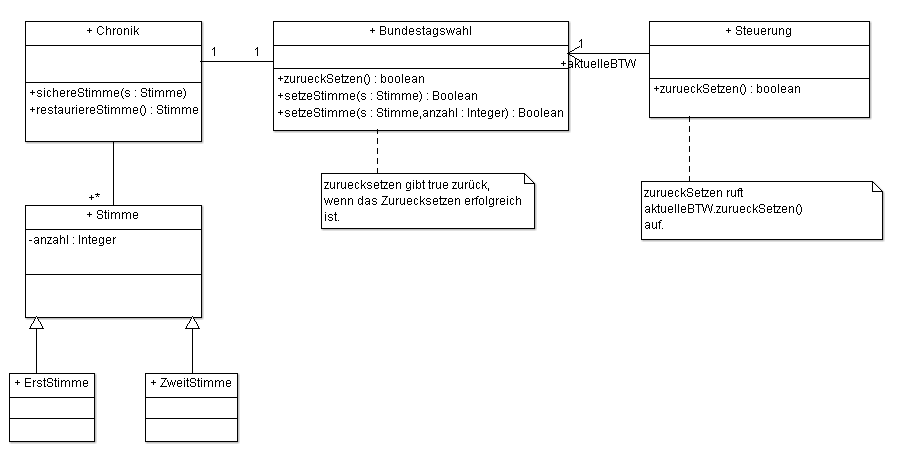 + Chronik
+sichereStimme(s : Stimme)
+restauriereStimme() : Stimme
1
1
+ Bundestagswahl
+zurueckSetzen() : boolean
+setzeStimme(s : Stimme) : Boolean
+setzeStimme(s : Stimme,anzahl : Integer) : Boolean
1
+aktuelleBTW
+ Steuerung
+zurueckSetzen() : boolean
zuruecksetzen gibt true zurück,
wenn das Zuruecksetzen erfolgreich
ist.
zurueckSetzen ruft
aktuelleBTW.zurueckSetzen()
auf.
+*
+ Stimme
-anzahl : Integer
+ ErstStimme
+ ZweitStimme